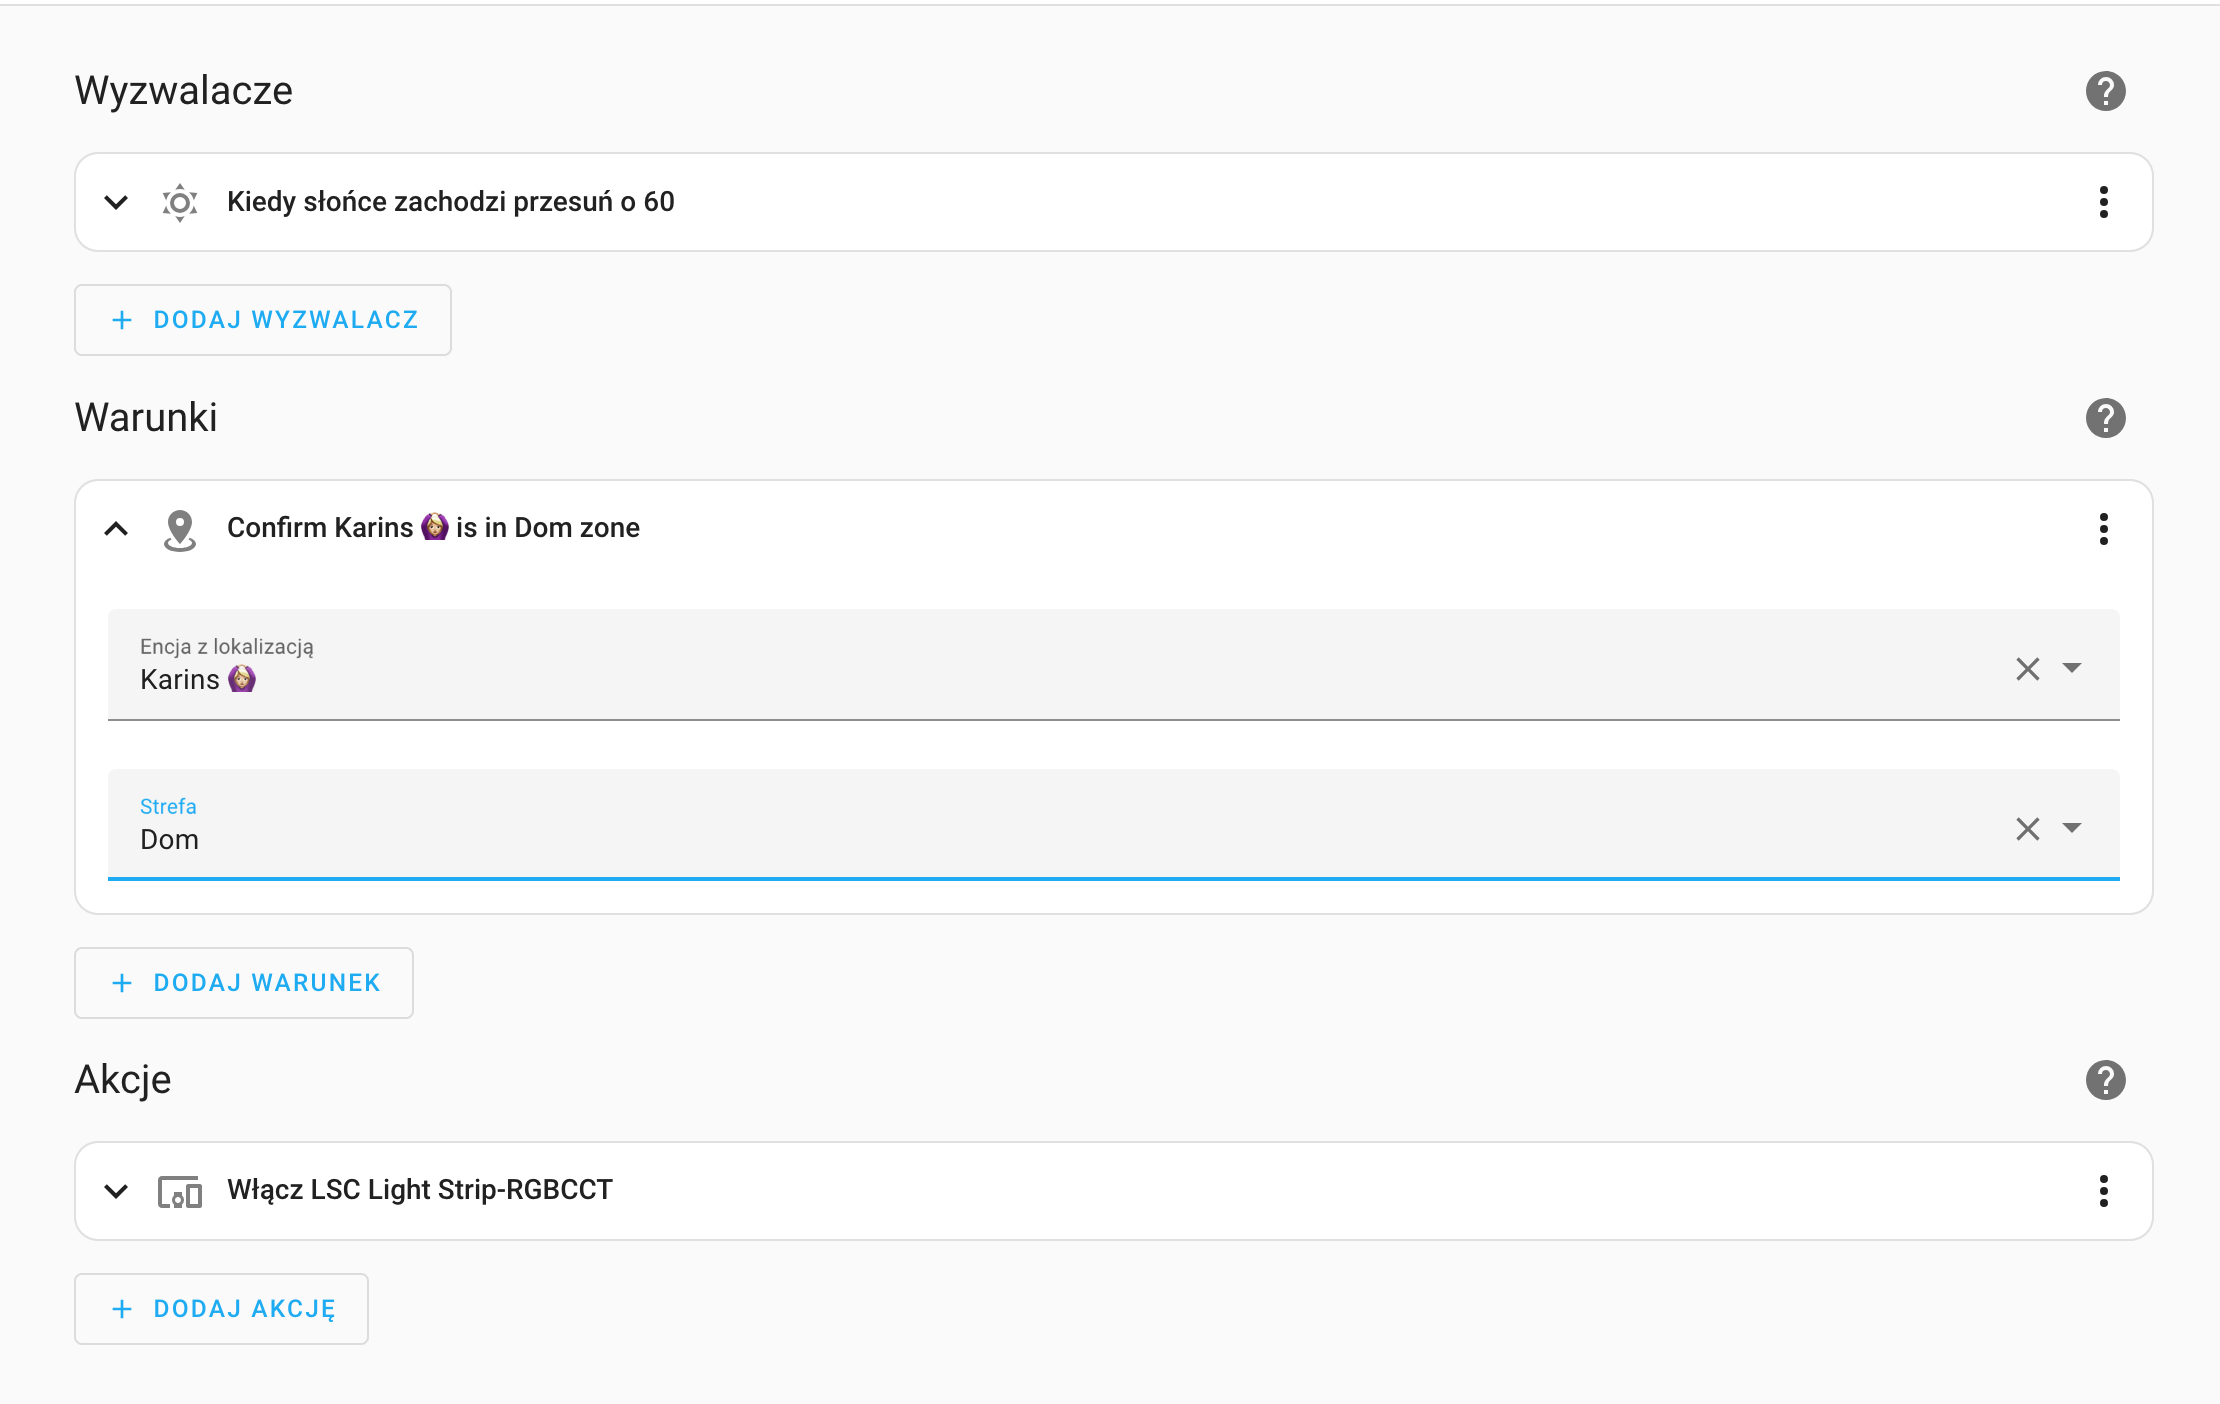 Wyzwalacze
Kiedy słońce zachodzi przesuń o 60
+ DODAJ WYZWALACZ
Warunki
Confirm Karins 🙆🏼‍♀️ is in Dom zone
Encja z lokalizacją
Karins 🙆🏼‍♀️
Strefa
Dom
+ DODAJ WARUNEK
Akcje
Włącz LSC Light Strip-RGBCCT
+ DODAJ AKCJĘ